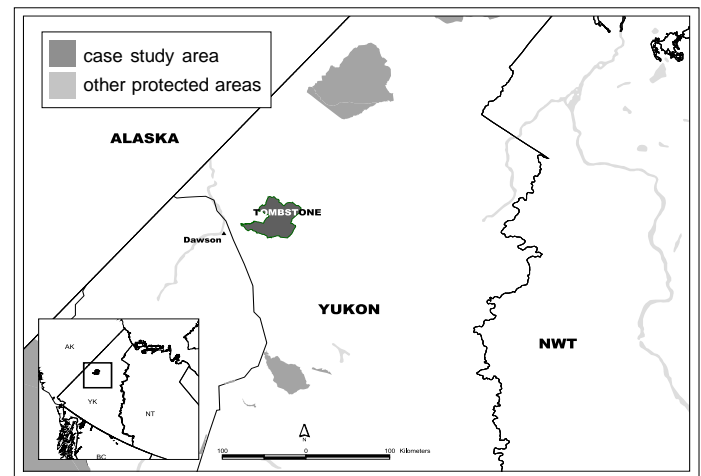 case study area
other protected areas
ALASKA
TOMBSTONE
Dawson
YUKON
NWT
AK
YK
NT
BC
N
100 0 100 Kilometers